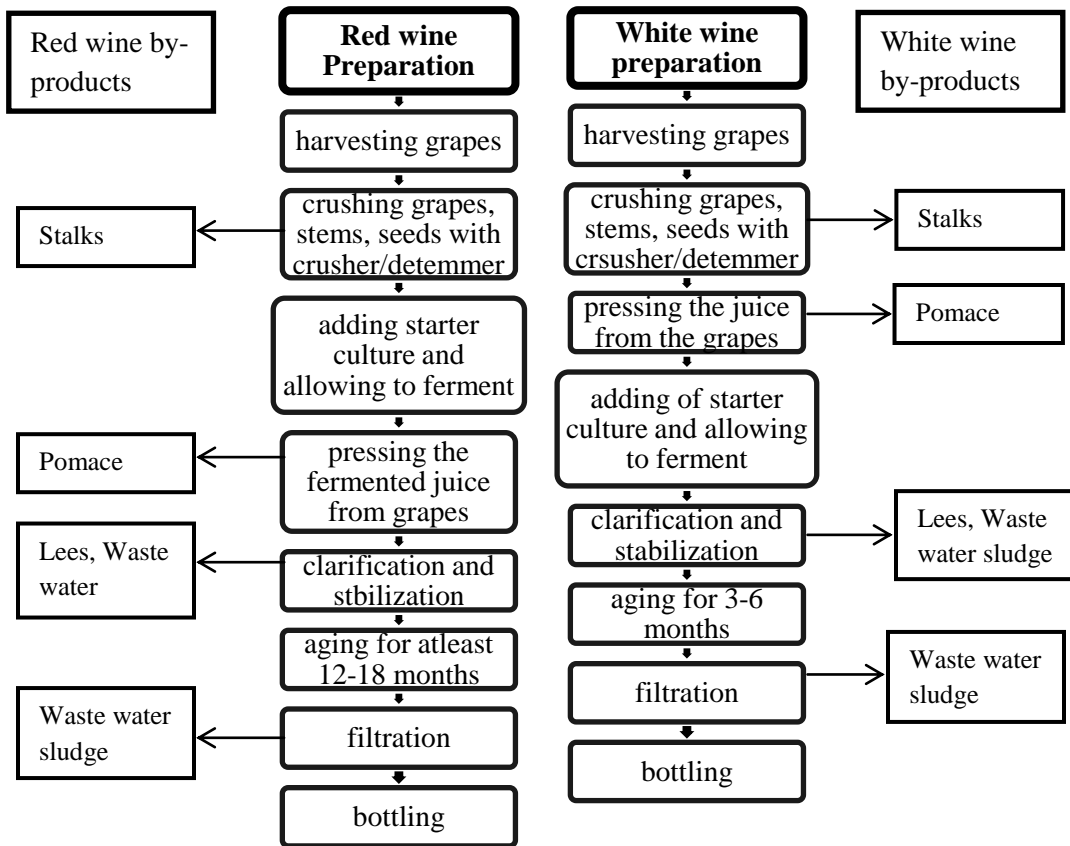 Red wine by-
products
Red wine
Preparation
White wine
preparation
White wine
by-products
harvesting grapes
harvesting grapes
Stalks
crushing grapes,
stems, seeds with
crusher/detemmer
crushing grapes,
stems, seeds with
crsusher/detemmer
Stalks
pressing the juice
from the grapes
Pomace
adding starter
culture and
allowing to ferment
adding of starter
culture and allowing
to ferment
Pomace
pressing the
fermented juice
from grapes
clarification and
stabilization
Lees, Waste
water sludge
Lees, Waste
water
clarification and
stbilization
aging for 3-6
months
aging for atleast
12-18 months
filtration
Waste water
sludge
Waste water
sludge
filtration
bottling
bottling